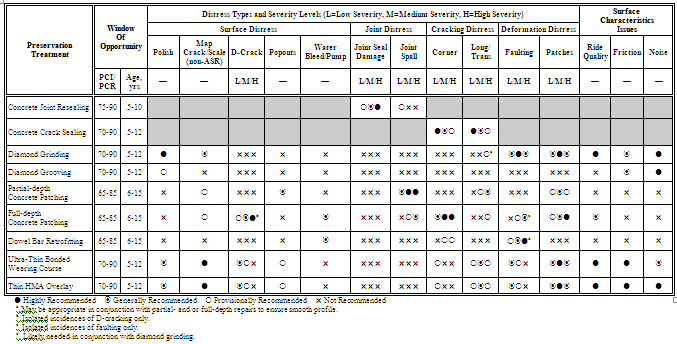 Preservation Treatment
Window Of Opportunity
Distress Types and Severity Levels (L=Low Severity, M=Medium Severity, H=High Severity)
Surface Characteristics Issues
Surface Distress
Joint Distress
Cracking Distress
Deformation Distress
Polish
Map Crack/Scale (non-ASR)
D-Crack
Popouts
Water Bleed/Pump
Joint Seal Damage
Joint Spall
Corner
Long/ Trans
Faulting
Patches
Ride Quality
Friction
Noise
PCI/ PCR
Age, yrs
— — L/M/H — — L/M/H L/M/H L/M/H L/M/H L/M/H L/M/H — — —
Concrete Joint Resealing 75-90 5-10 ○◉● ○××
Concrete Crack Sealing 70-90 5-12 ●◉○ ●◉○
Diamond Grinding 70-90 5-12 ● ◉ ××× × × ××× ××× ××× ××○ ◉●◉ ◉●◉ ● ◉ ●
Diamond Grooving 70-90 5-12 ○ × ××× × × ××× ××× ××× ××× ××× ××× × ◉ ●
Partial-depth Concrete Patching 65-85 6-15 × ○ ××× ◉ × ××× ◉●● ××× ×○◉ ××× ○◉○ × × ×
Full-depth Concrete Patching 65-85 6-15 × ○ ○◉● × ◉ ××× ×○◉ ◉●● ××○ ×○◉ ○◉● ◉ × ×
Dowel Bar Retrofitting 65-85 6-15 × × ××× × ◉ ××× ××× ×○○ ××× ○◉● ××× × × ×
Ultra-Thin Bonded Wearing Course 70-90 5-12 ◉ ● ◉○× ○ × ××× ××× ○×× ○◉○ ◉○× ◉●◉ ● ● ◉
Thin HMA Overlay 70-90 5-12 ◉ ● ◉○× ○ × ××× ××× ○×× ○◉○ ◉○× ◉●◉ ● ● ●
● Highly Recommended ◉ Generally Recommended ○ Provisionally Recommended × Not Recommended
May be appropriate in conjunction with partial- and/or full-depth repairs to ensure smooth profile.
Isolated incidences of D-cracking only.
Isolated incidences of faulting only.
Likely needed in conjunction with diamond grinding.